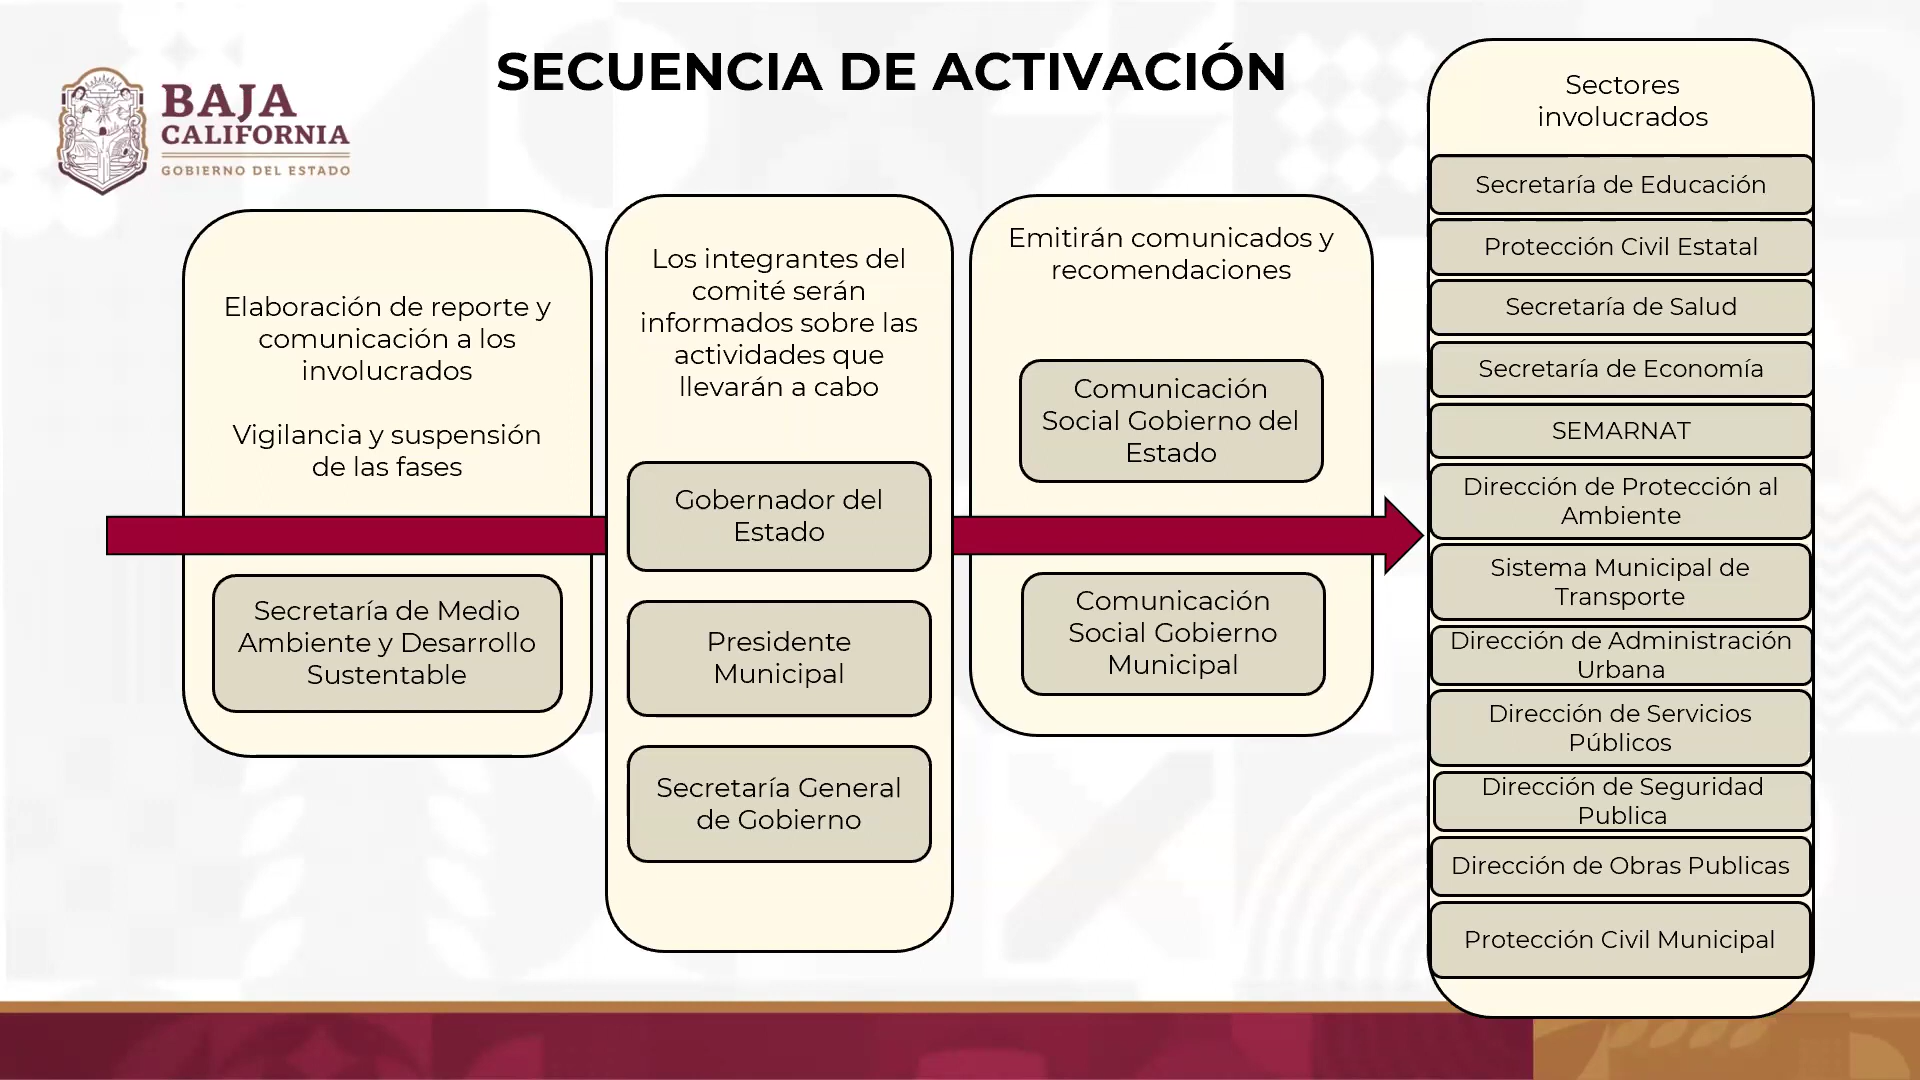 SECUENCIA DE ACTIVACIÓN
BAJA
CALIFORNIA
GOBIERNO DEL ESTADO
Elaboración de reporte y
comunicación a los
involucrados
Vigilancia y suspensión
de las fases
Secretaría de Medio
Ambiente y Desarrollo
Sustentable
Los integrantes del
comité serán
informados sobre las
actividades que
llevarán a cabo
Gobernador del
Estado
Presidente
Municipal
Secretaría General
de Gobierno
Emitirán comunicados y
recomendaciones
Comunicación
Social Gobierno del
Estado
Comunicación
Social Gobierno
Municipal
Sectores
involucrados
Secretaría de Educación
Protección Civil Estatal
Secretaría de Salud
Secretaría de Economía
SEMARNAT
Dirección de Protección al
Ambiente
Sistema Municipal de
Transporte
Dirección de Administración
Urbana
Dirección de Servicios
Públicos
Dirección de Seguridad
Publica
Dirección de Obras Publicas
Protección Civil Municipal